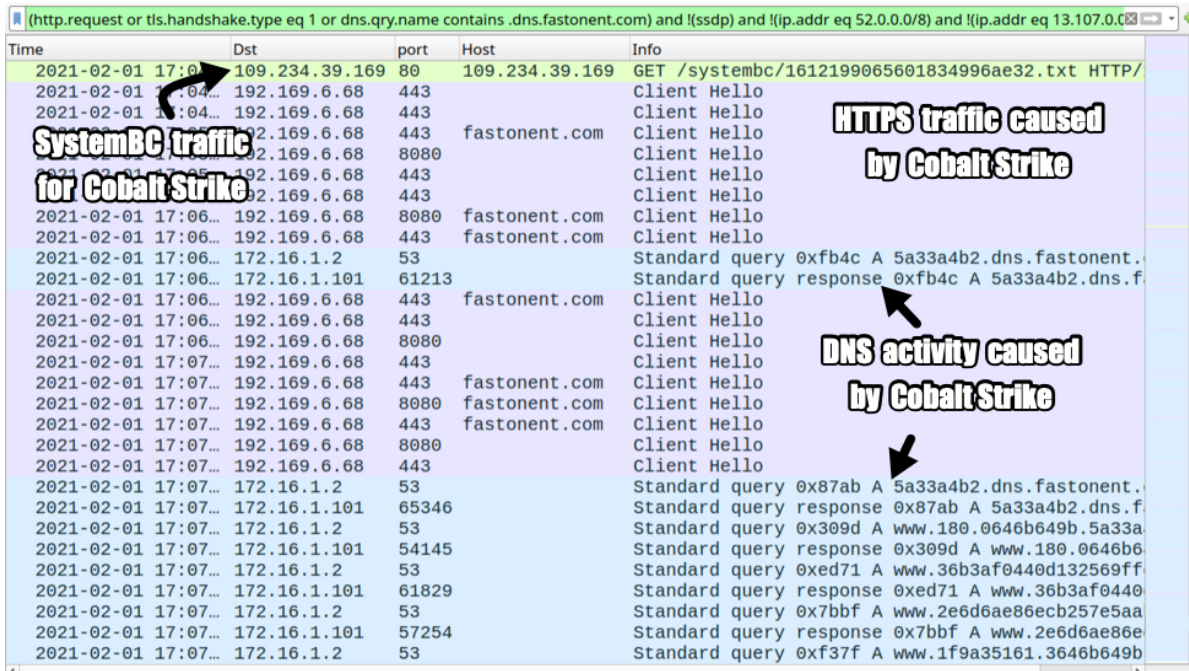 (http.request or tls.handshake.type eq 1 or dns.qry.name contains .dns.fastonent.com) and !(ssdp) and !(ip.addr eq 52.0.0.0/8) and !(ip.addr eq 13.107.0.0
Time Dst port Host Info
2021-02-01 17:0 109.234.39.169 80 109.234.39.169 GET /systembc/1612199065601834996ae32.txt HTTP/
2021-02-01 17:04… 192.169.6.68 443 Client Hello
2021-02-01 17:04… 192.169.6.68 443 Client Hello
92.169.6.68 443 fastonent.com Client Hello
192.169.6.68 8080 Client Hello
92.169.6.68 443 Client Hello
92.169.6.68 443 Client Hello
2021-02-01 17:06… 192.169.6.68 8080 fastonent.com Client Hello
2021-02-01 17:06… 192.169.6.68 443 fastonent.com Client Hello
2021-02-01 17:06… 172.16.1.2 53 Standard query 0xfb4c A 5a33a4b2.dns.fastonent.
2021-02-01 17:06… 172.16.1.101 61213 Standard query response 0xfb4c A 5a33a4b2.dns.f
2021-02-01 17:06… 192.169.6.68 443 fastonent.com Client Hello
2021-02-01 17:06… 192.169.6.68 443 Client Hello
2021-02-01 17:06… 192.169.6.68 8080 Client Hello
2021-02-01 17:07… 192.169.6.68 443 Client Hello
2021-02-01 17:07… 192.169.6.68 443 fastonent.com Client Hello
2021-02-01 17:07… 192.169.6.68 8080 fastonent.com Client Hello
2021-02-01 17:07… 192.169.6.68 443 fastonent.com Client Hello
2021-02-01 17:07… 192.169.6.68 8080 Client Hello
2021-02-01 17:07… 192.169.6.68 443 Client Hello
2021-02-01 17:07… 172.16.1.2 53 Standard query 0x87ab A 5a33a4b2.dns.fastonent.
2021-02-01 17:07… 172.16.1.101 65346 Standard query response 0x87ab A 5a33a4b2.dns.f
2021-02-01 17:07… 172.16.1.2 53 Standard query 0x309d A www.180.0646b649b.5a33a
2021-02-01 17:07… 172.16.1.101 54145 Standard query response 0x309d A www.180.0646b6
2021-02-01 17:07… 172.16.1.2 53 Standard query 0xed71 A www.36b3af0440d132569ff
2021-02-01 17:07… 172.16.1.101 61829 Standard query response 0xed71 A www.36b3af0440
2021-02-01 17:07… 172.16.1.2 53 Standard query 0x7bbf A www.2e6d6ae86ecb257e5aa
2021-02-01 17:07… 172.16.1.101 57254 Standard query response 0x7bbf A www.2e6d6ae86e
2021-02-01 17:07… 172.16.1.2 53 Standard query 0xf37f A www.1f9a35161.3646b649b
SystemBC traffic
for Cobalt Strike
HTTPS traffic caused
by Cobalt Strike
DNS activity caused
by Cobalt Strike